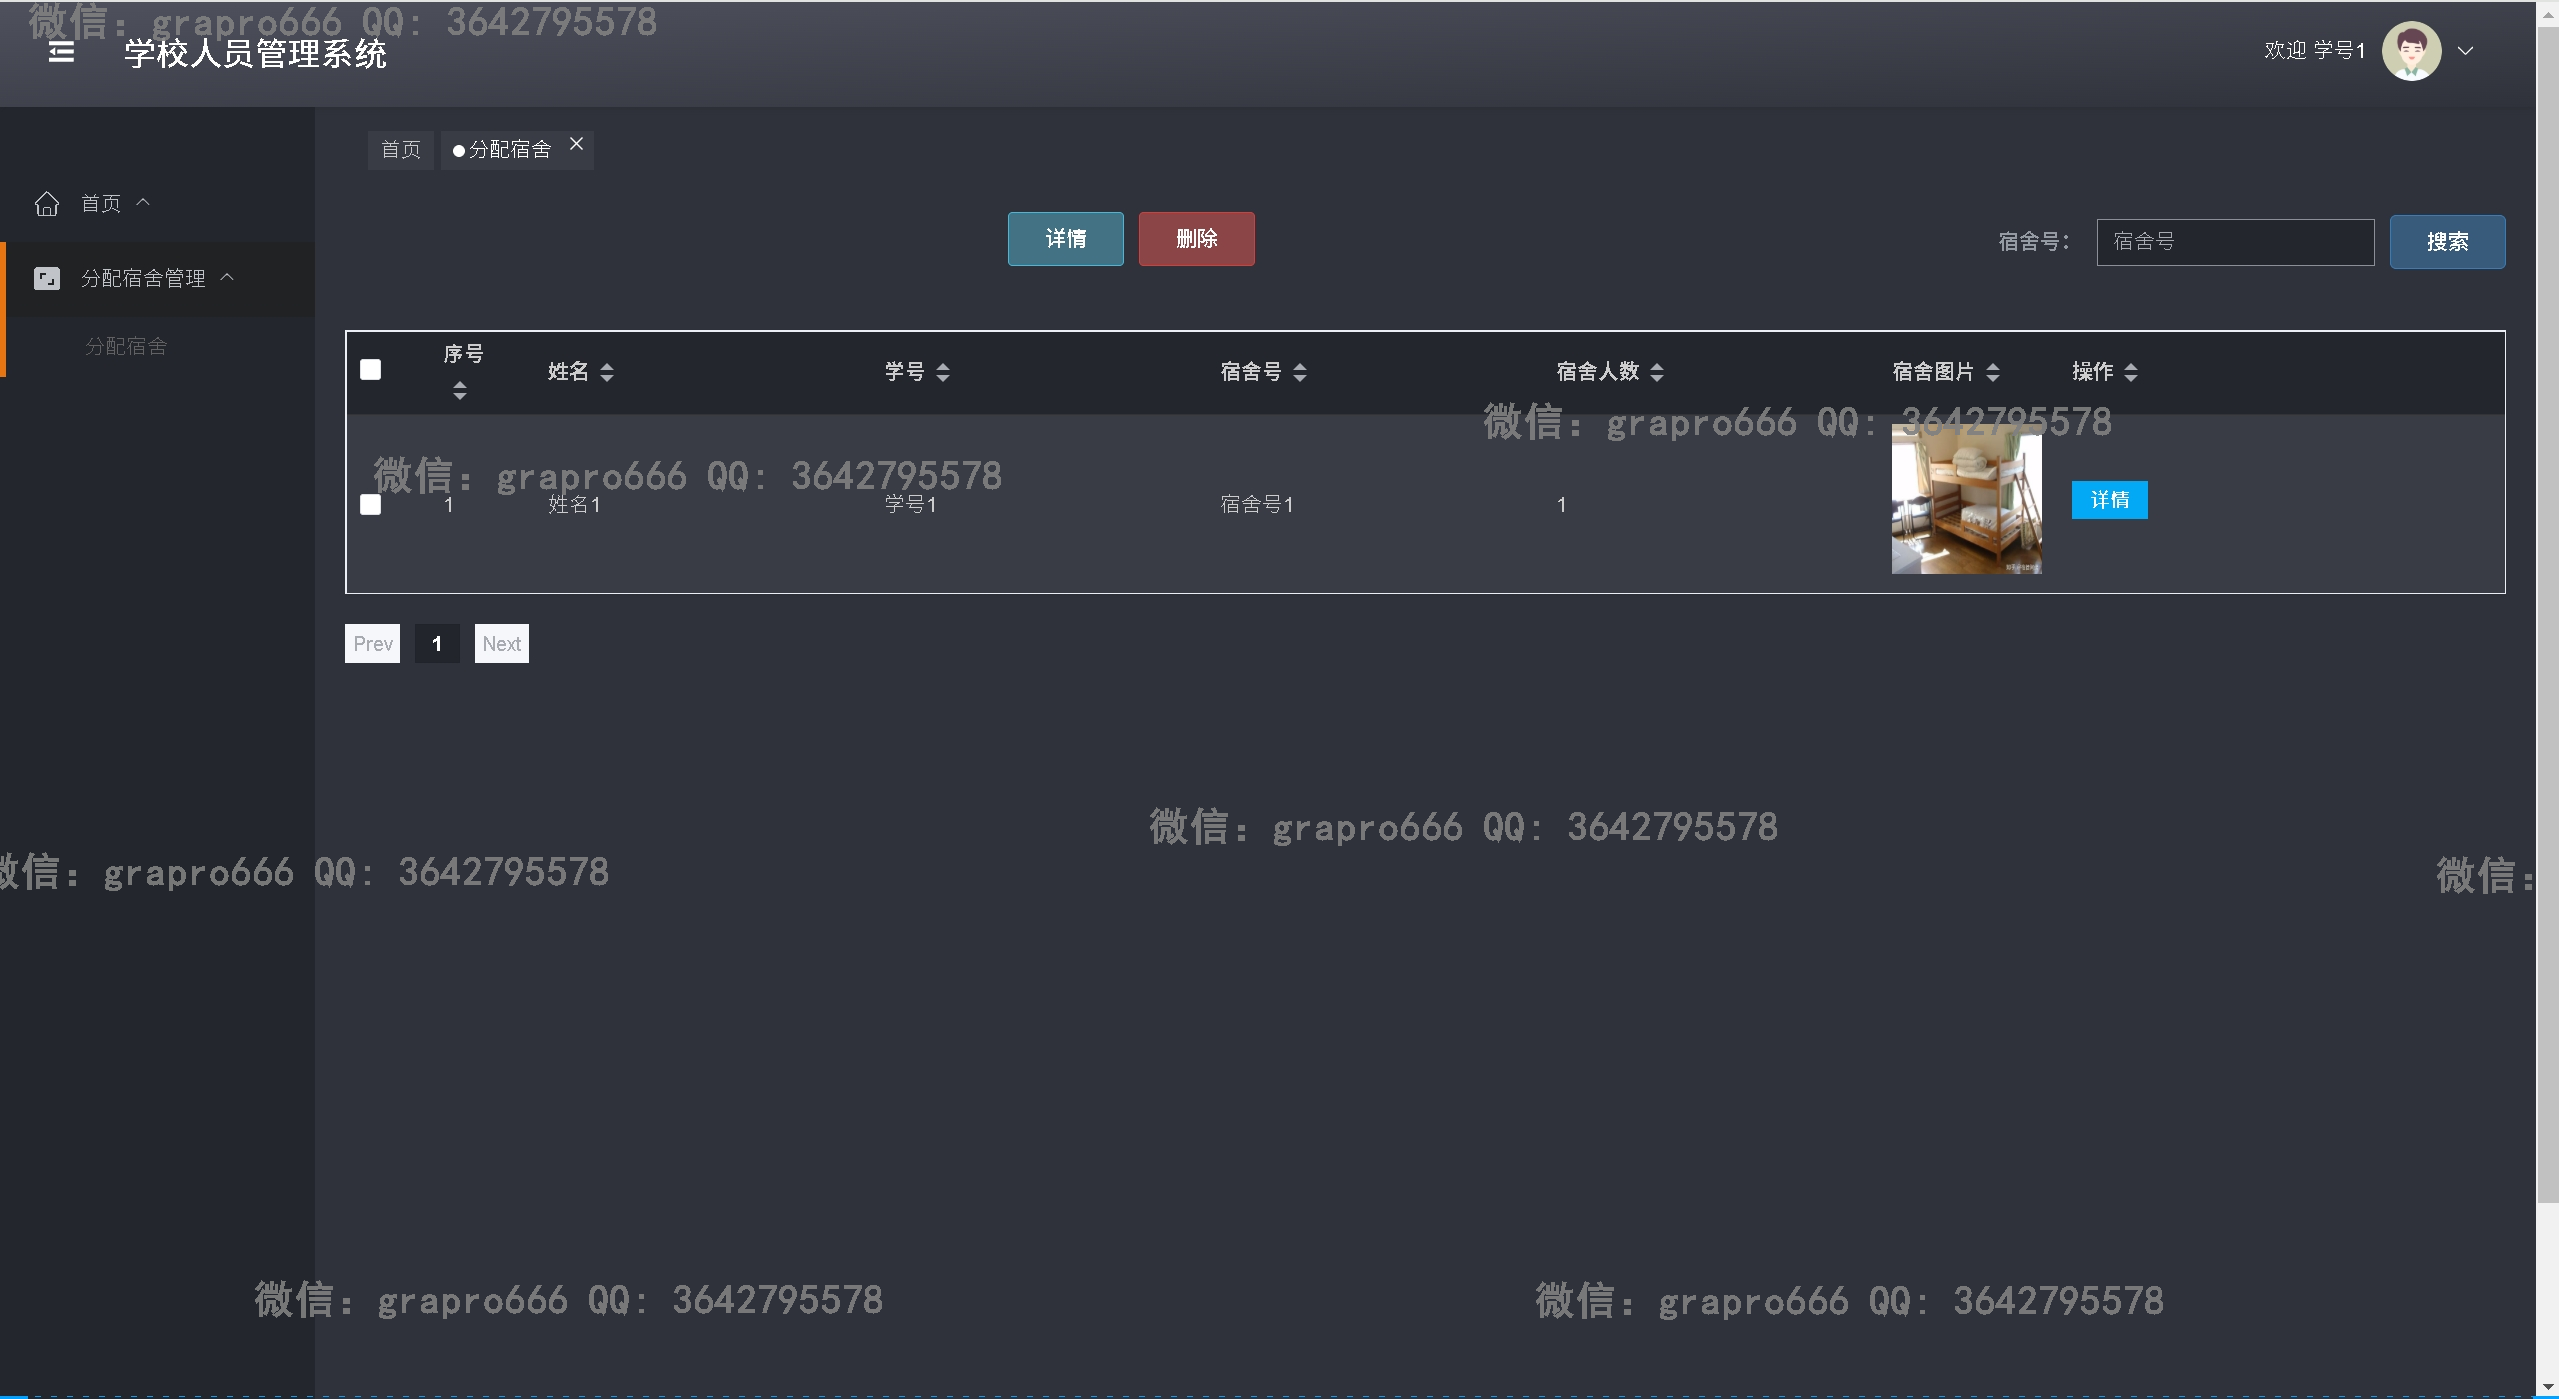 微信: grapro666 QQ: 3642795578
学校人员管理系统
欢迎 学号1
首页
分配宿舍
首页
分配宿舍管理
分配宿舍
详情
删除
宿舍号:
宿舍号
搜索
序号
姓名
学号
宿舍号
宿舍人数
宿舍图片
操作
微信: grapro666 QQ: 3642795578
微信: grapro666 QQ: 3642795578
1
姓名1
学号1
宿舍号1
1
详情
Prev
1
Next
微信: grapro666 QQ: 3642795578
微信: grapro666 QQ: 3642795578
微信:
微信: grapro666 QQ: 3642795578
微信: grapro666 QQ: 3642795578